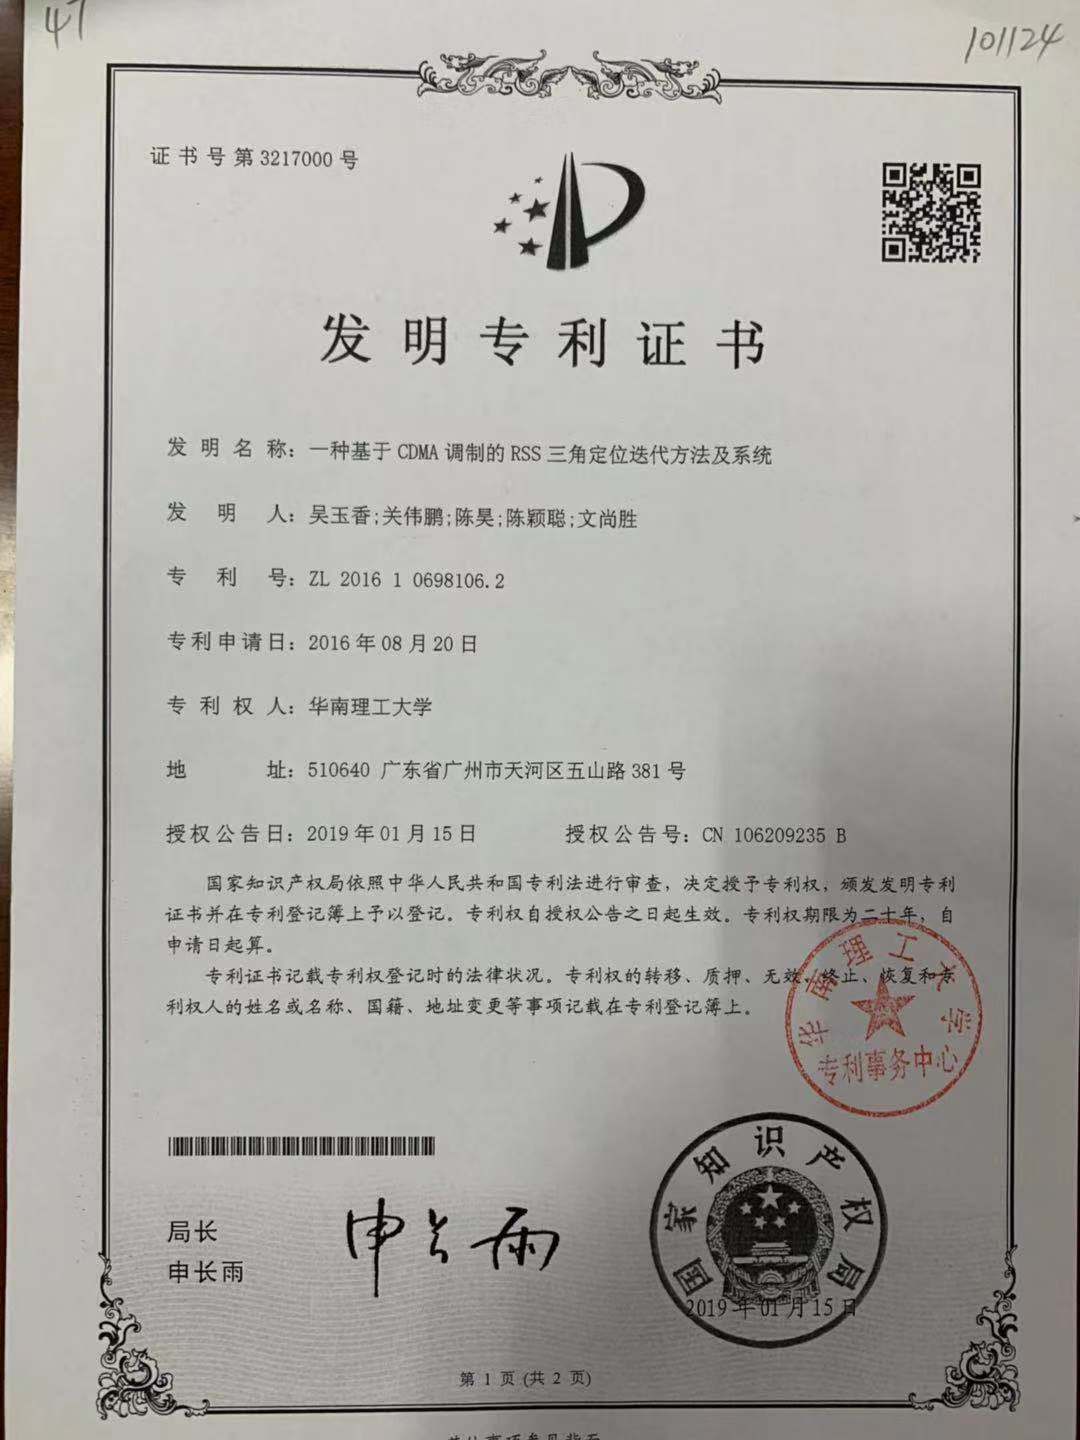 47
101124
证书号第3217000号
发明专利证书
发明名称：一种基于CDMA调制的RSS三角定位迭代方法及系统
发明人：吴玉香;关伟鹏;陈昊;陈颖聪;文尚胜
专利号：ZL 2016 1 0698106.2
专利申请日：2016年08月20日
专利权人：华南理工大学
地址：510640 广东省广州市天河区五山路381号
授权公告日：2019年01月15日 授权公告号：CN 106209235 B
国家知识产权局依照中华人民共和国专利法进行审查，决定授予专利权，颁发发明专利
证书并在专利登记簿上予以登记。专利权自授权公告之日起生效。专利权期限为二十年，自
申请日起算。
专利证书记载专利权登记时的法律状况。专利权的转移、质押、无效、终止、恢复和专
利权人的姓名或名称、国籍、地址变更等事项记载在专利登记簿上。
华南理工大学
专利事务中心
局长
申长雨
申长雨
国家知识产权局
2019年01月15日
第1页(共2页)
其他事项参见背面